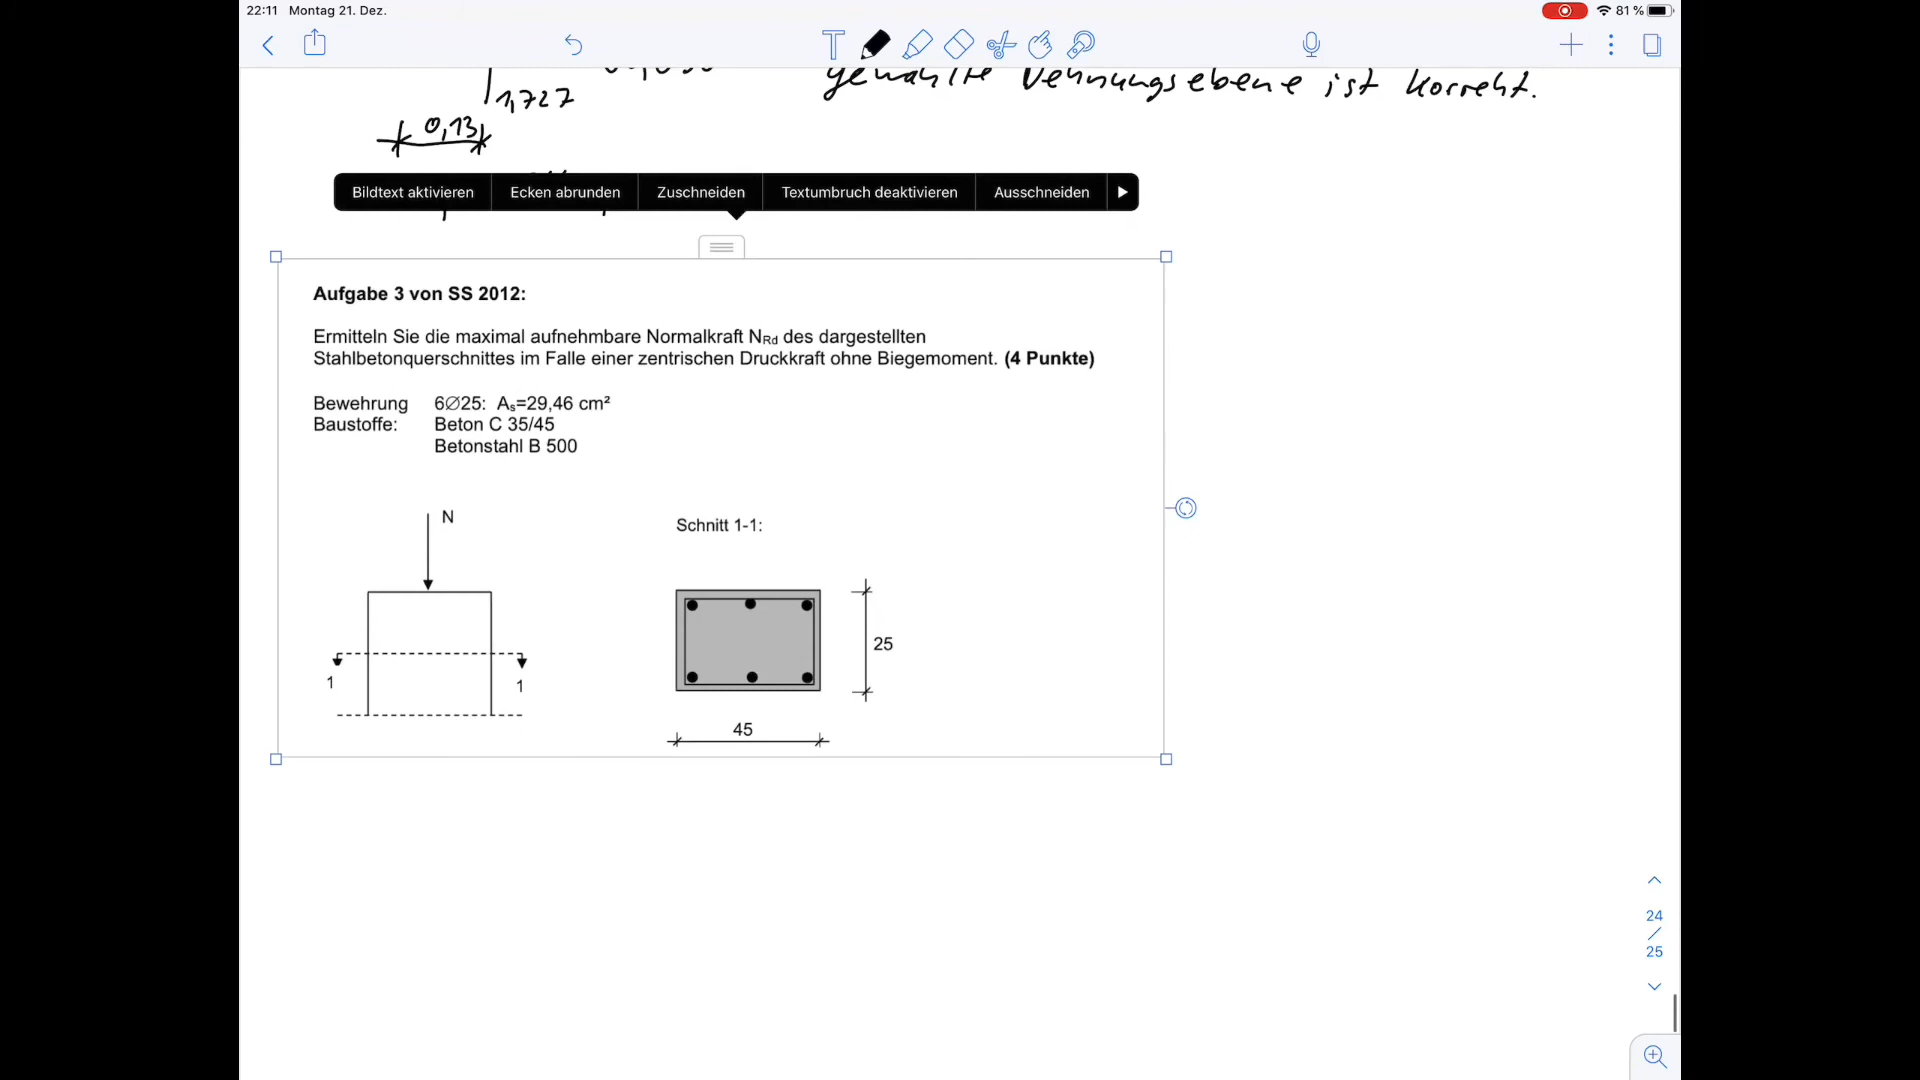 22:11 Montag 21. Dez.
81 %
gewählte Dehnungsebene ist korrekt.
1,727
0,13
Bildtext aktivieren
Ecken abrunden
Zuschneiden
Textumbruch deaktivieren
Ausschneiden
Aufgabe 3 von SS 2012:
Ermitteln Sie die maximal aufnehmbare Normalkraft NRd des dargestellten
Stahlbetonquerschnittes im Falle einer zentrischen Druckkraft ohne Biegemoment. (4 Punkte)
Bewehrung 6∅25: As=29,46 cm²
Baustoffe: Beton C 35/45
Betonstahl B 500
N
Schnitt 1-1:
25
1
1
45
24
25